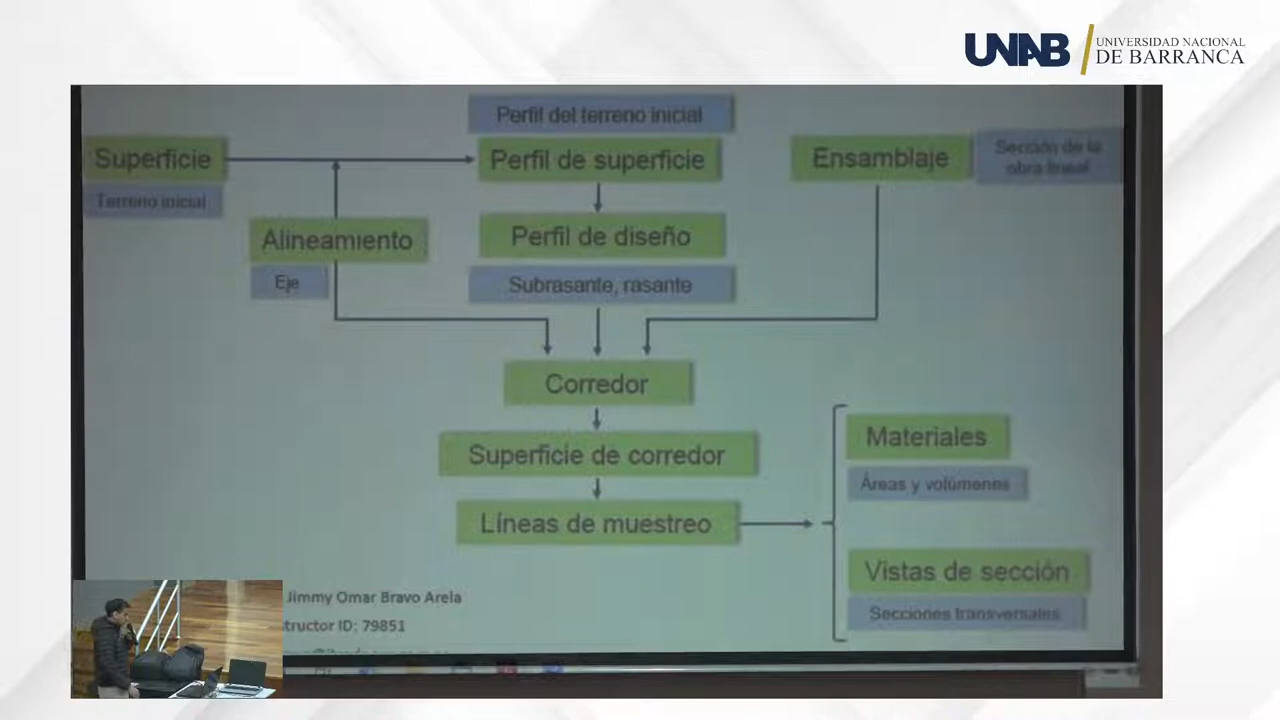 UNAB
UNIVERSIDAD NACIONAL
DE BARRANCA
Perfil del terreno inicial
Superficie
Perfil de superficie
Ensamblaje
Sección de la
obra lineal
Terreno inicial
Alineamiento
Perfil de diseño
Eje
Subrasante, rasante
Corredor
Superficie de corredor
Materiales
Áreas y volúmenes
Líneas de muestreo
Vistas de sección
Secciones transversales
Jimmy Omar Bravo Arela
tructor ID: 79851